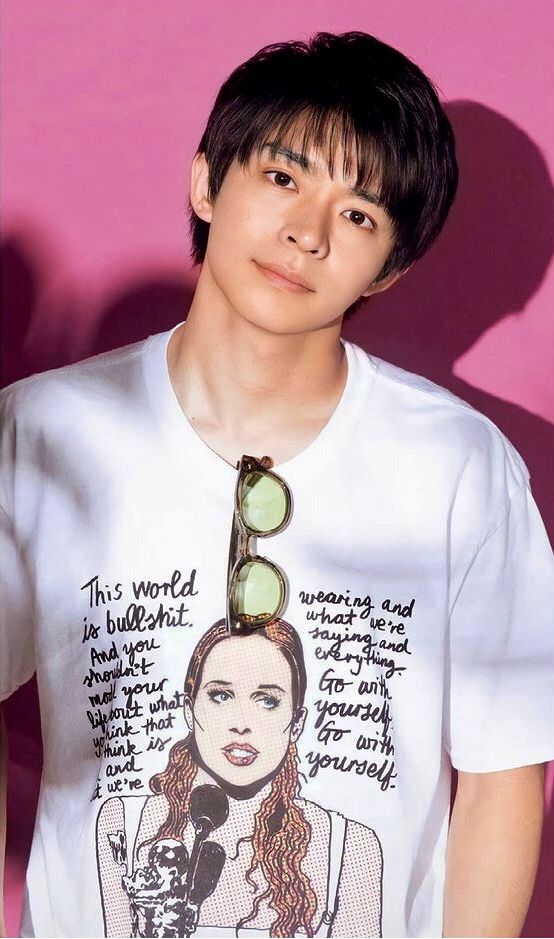 This world
is bullshit.
And you
shouldn't
your
life what
that
think is
and
we're
wearing and
what we're
saying and
everything.
Go with
yourself.
Go with
yourself.